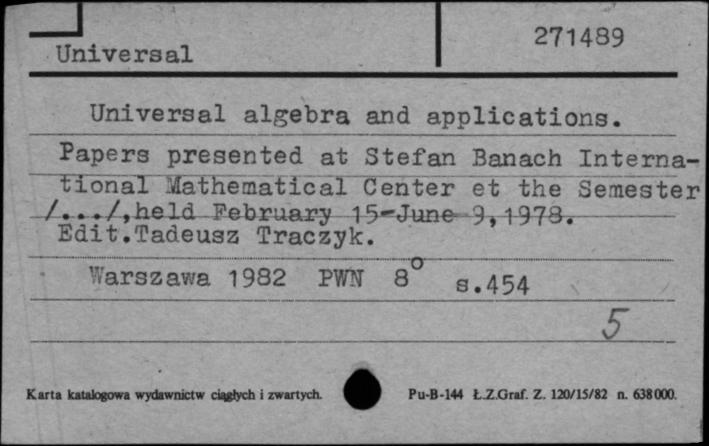 271489
Universal
Universal algebra and applications.
Papers presented at Stefan Banach Interna-
tional Mathematical Center et the Semester
/.../,held February 15-June 9,1978.
Edit.Tadeusz Traczyk.
Warszawa 1982 PWN 8° s.454
5
Karta katalogowa wydawnictw ciągłych i zwartych. Pu-B-144 Ł.Z.Graf. Z. 120/15/82 n. 638000.